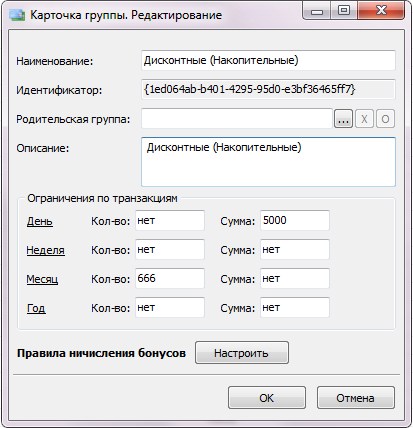 Карточка группы. Редактирование
Наименование: Дисконтные (Накопительные)
Идентификатор: {1ed064ab-b401-4295-95d0-e3bf36465ff7}
Родительская группа: ... X O
Описание: Дисконтные (Накопительные)
Ограничения по транзакциям
День Кол-во: нет Сумма: 5000
Неделя Кол-во: нет Сумма: нет
Месяц Кол-во: 666 Сумма: нет
Год Кол-во: нет Сумма: нет
Правила ничисления бонусов Настроить
OK Отмена